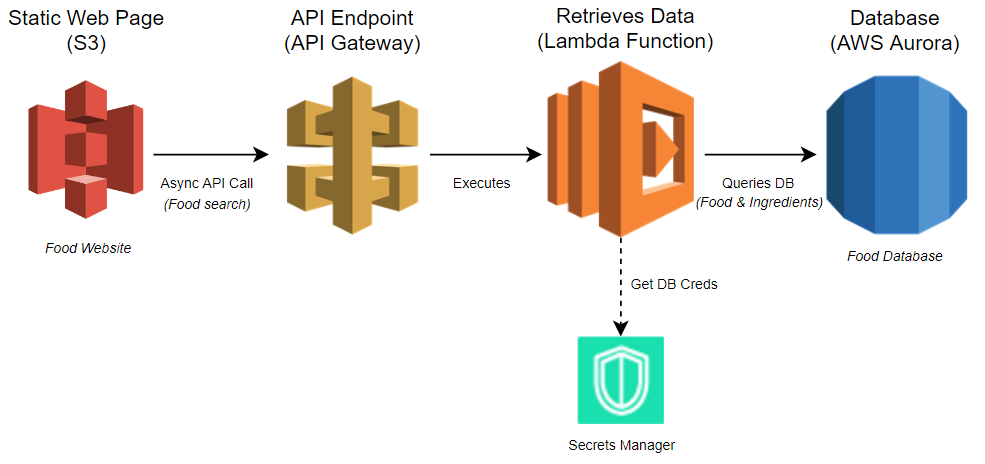 Static Web Page
(S3)
API Endpoint
(API Gateway)
Retrieves Data
(Lambda Function)
Database
(AWS Aurora)
Async API Call
(Food search)
Executes
Queries DB
(Food & Ingredients)
Food Website
Food Database
Get DB Creds
Secrets Manager